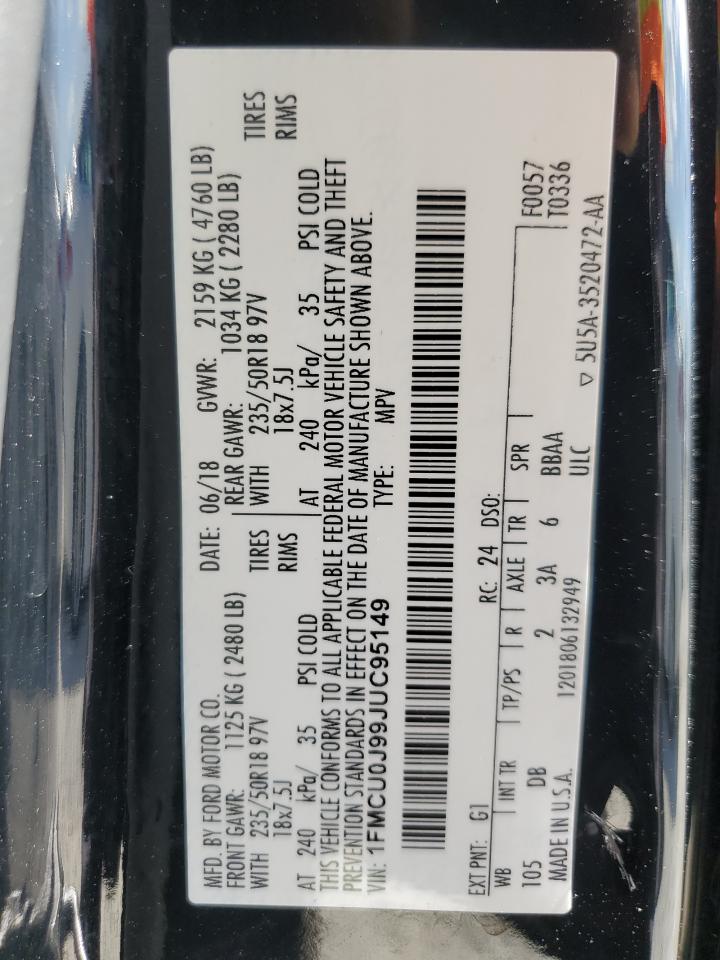 MFD. BY FORD MOTOR CO. DATE: 06/18 GVWR: 2159 KG ( 4760 LB)
FRONT GAWR: 1125 KG ( 2480 LB) REAR GAWR: 1034 KG ( 2280 LB)
WITH 235/50R18 97V TIRES WITH 235/50R18 97V TIRES
18x7.5J RIMS 18x7.5J RIMS
AT 240 kPa/ 35 PSI COLD AT 240 kPa/ 35 PSI COLD
THIS VEHICLE CONFORMS TO ALL APPLICABLE FEDERAL MOTOR VEHICLE SAFETY AND THEFT
PREVENTION STANDARDS IN EFFECT ON THE DATE OF MANUFACTURE SHOWN ABOVE.
VIN: 1FMCU0J99JUC95149 TYPE: MPV
EXT PNT: G1 RC: 24 DSO:
WB INT TR TP/PS R AXLE TR SPR F0057
105 DB 2 3A 6 BBAA T0336
MADE IN U.S.A. 1201806132949 ULC
▽ 5U5A-3520472-AA